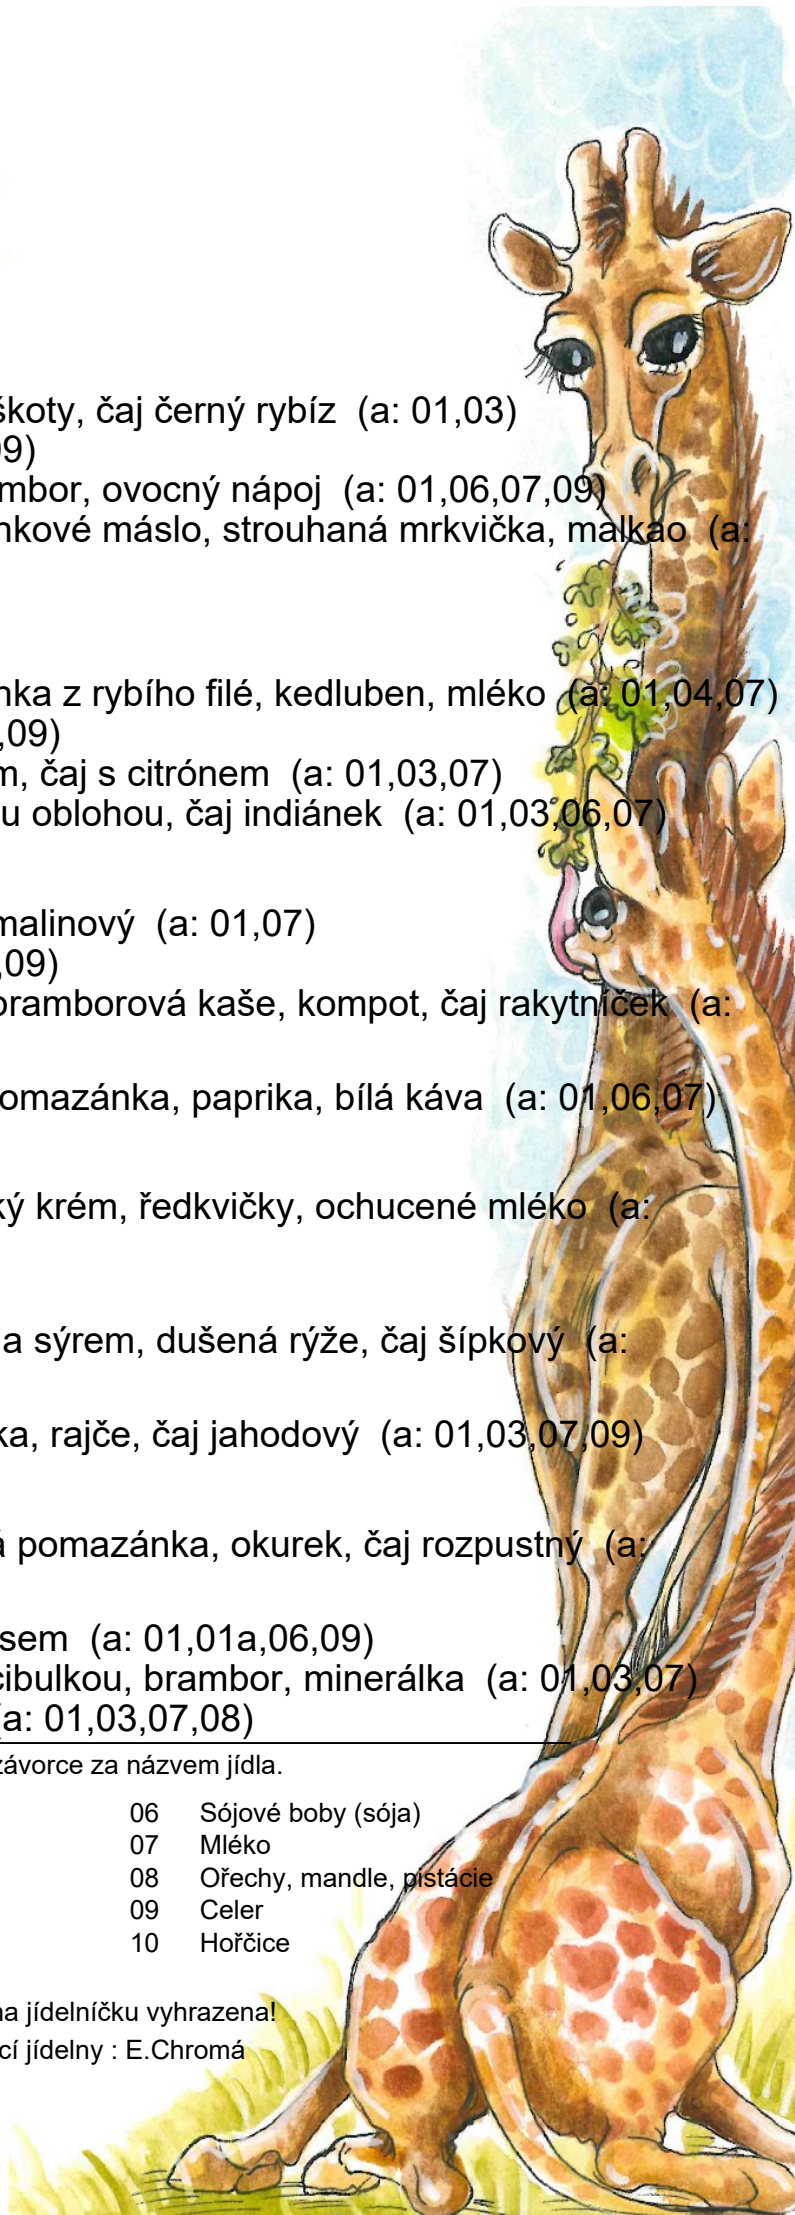 škoty, čaj černý rybíz (a: 01,03)
09)
mbor, ovocný nápoj (a: 01,06,07,09)
nkové máslo, strouhaná mrkvička, malkao (a:
nka z rybího filé, kedluben, mléko (a: 01,04,07)
,09)
m, čaj s citrónem (a: 01,03,07)
u oblohou, čaj indiánek (a: 01,03,06,07)
malinový (a: 01,07)
,09)
bramborová kaše, kompot, čaj rakytníček (a:
omazánka, paprika, bílá káva (a: 01,06,07)
ký krém, ředkvičky, ochucené mléko (a:
a sýrem, dušená rýže, čaj šípkový (a:
ka, rajče, čaj jahodový (a: 01,03,07,09)
á pomazánka, okurek, čaj rozpustný (a:
sem (a: 01,01a,06,09)
cibulkou, brambor, minerálka (a: 01,03,07)
(a: 01,03,07,08)
závorce za názvem jídla.
06 Sójové boby (sója)
07 Mléko
08 Ořechy, mandle, pistácie
09 Celer
10 Hořčice
na jídelníčku vyhrazena!
cí jídelny : E.Chromá